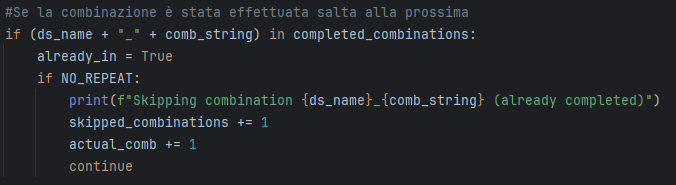 #Se la combinazione è stata effettuata salta alla prossima
if (ds_name + "_" + comb_string) in completed_combinations:
    already_in = True
    if NO_REPEAT:
        print(f"Skipping combination {ds_name}_{comb_string} (already completed)")
        skipped_combinations += 1
        actual_comb += 1
        continue